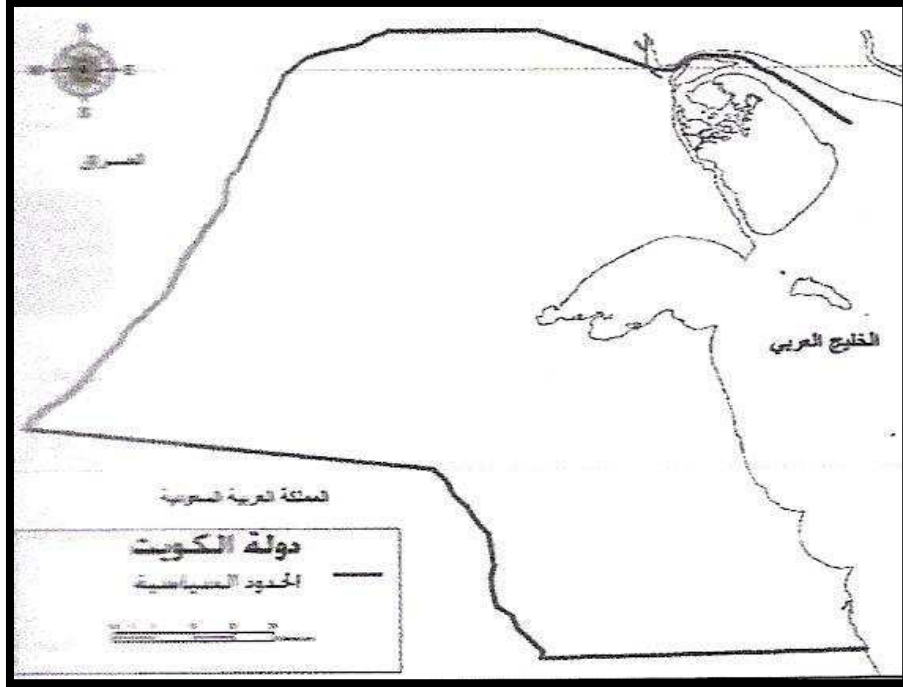 العراق
الخليج العربي
المملكة العربية السعودية
دولة الكويت
الحدود السياسية